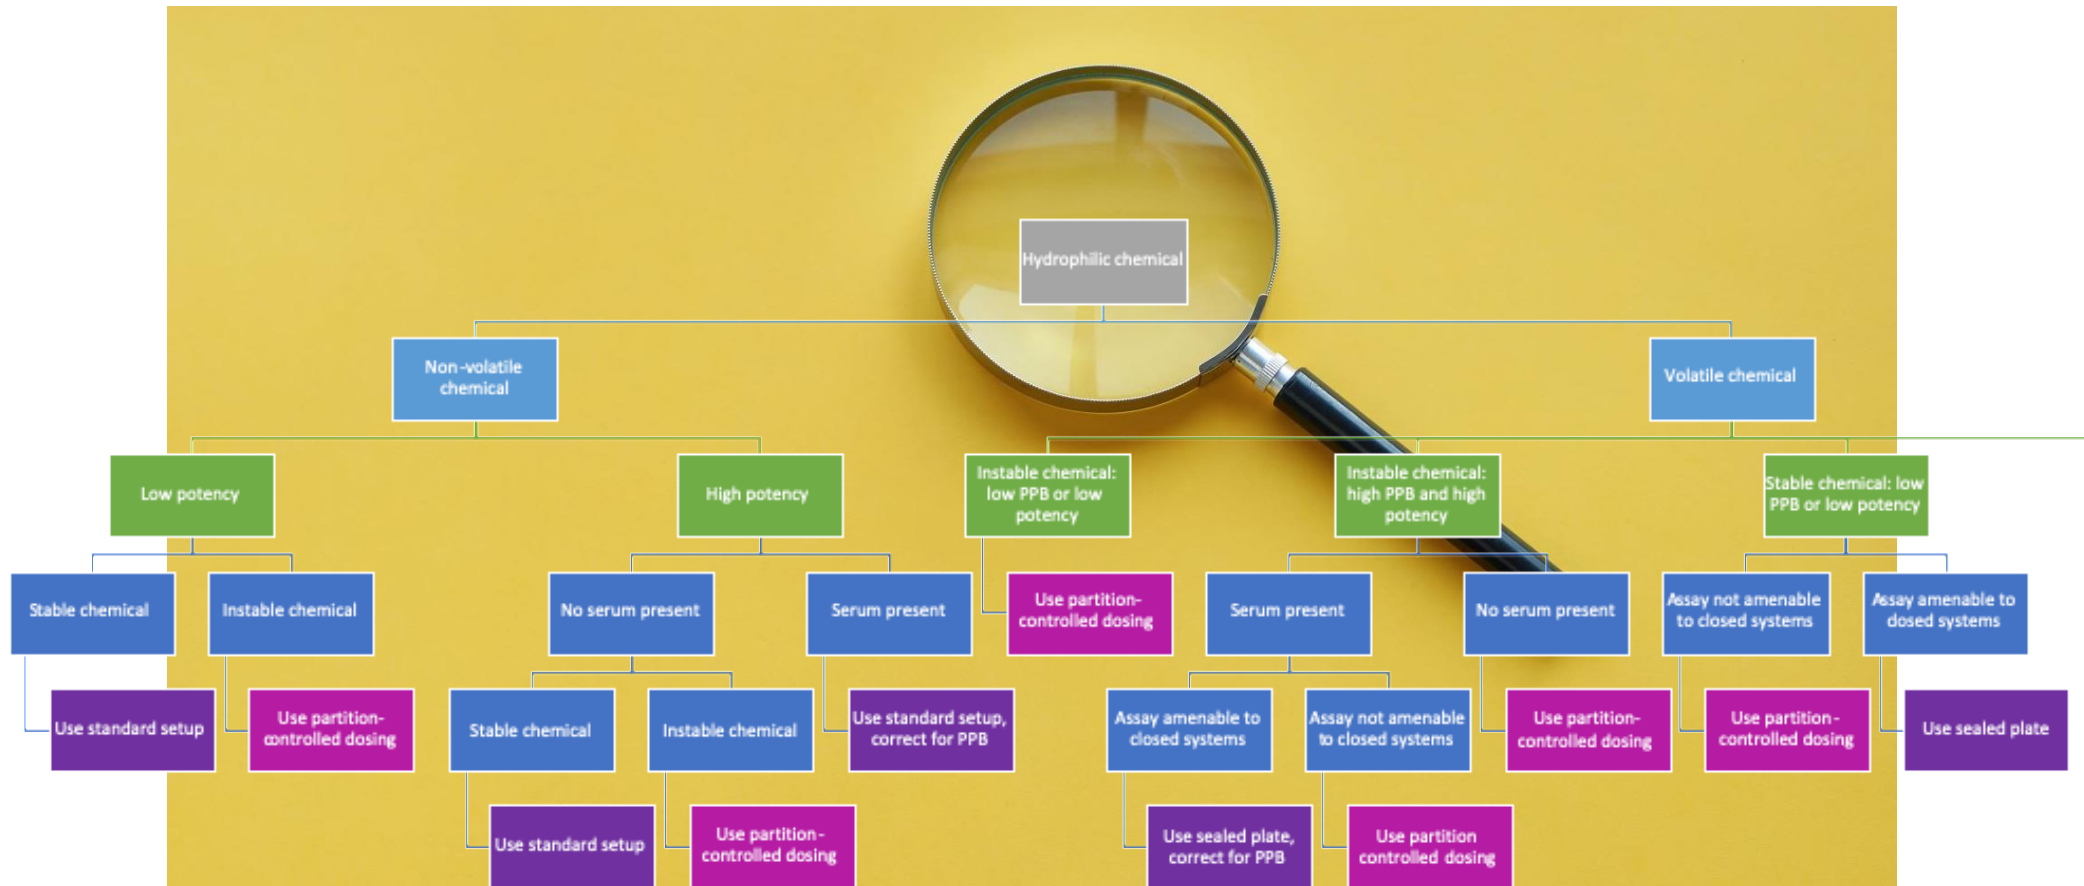 Hydrophilic chemical
Non-volatile
chemical
Volatile chemical
Low potency
High potency
Instable chemical:
low PPB or low
potency
Instable chemical:
high PPB and high
potency
Stable chemical: low
PPB or low potency
Stable chemical
Instable chemical
No serum present
Serum present
Use partition-
controlled dosing
Serum present
No serum present
Assay not amenable
to closed systems
Assay amenable to
closed systems
Use standard setup
Use partition-
controlled dosing
Stable chemical
Instable chemical
Use standard setup,
correct for PPB
Assay amenable to
closed systems
Assay not amenable
to closed systems
Use partition-
controlled dosing
Use partition-
controlled dosing
Use sealed plate
Use standard setup
Use partition-
controlled dosing
Use sealed plate,
correct for PPB
Use partition
controlled dosing